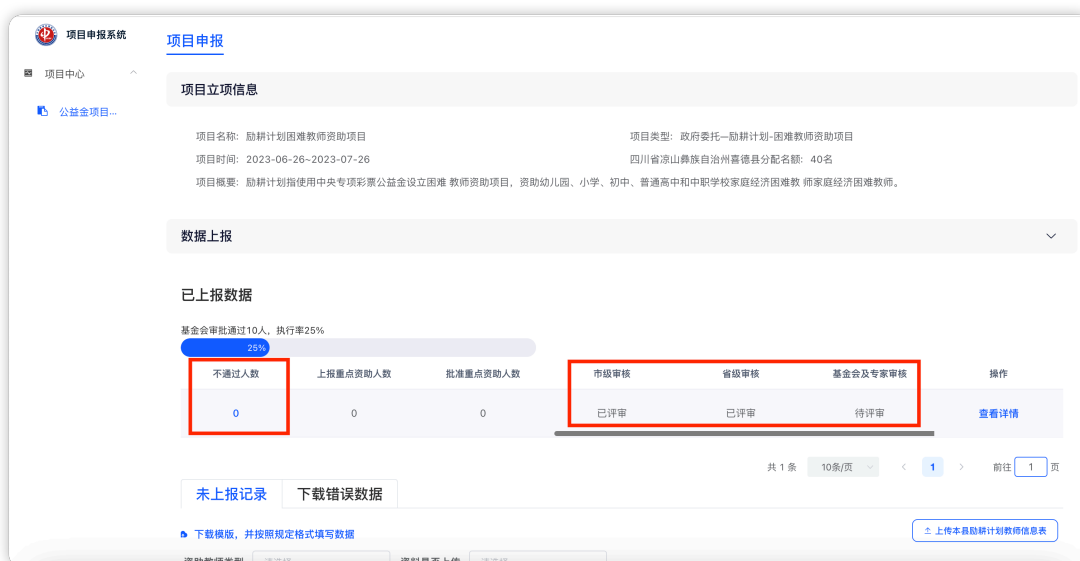 项目申报系统
项目申报
项目中心
公益金项目...
项目立项信息
项目名称: 励耕计划困难教师资助项目
项目类型: 政府委托—励耕计划-困难教师资助项目
项目时间: 2023-06-26~2023-07-26
四川省凉山彝族自治州喜德县分配名额: 40名
项目概要: 励耕计划指使用中央专项彩票公益金设立困难 教师资助项目，资助幼儿园、小学、初中、普通高中和中职学校家庭经济困难教 师家庭经济困难教师。
数据上报
已上报数据
基金会审批通过10人，执行率25%
25%
不通过人数 上报重点资助人数 批准重点资助人数 市级审核 省级审核 基金会及专家审核 操作
0 0 0 已评审 已评审 待评审 查看详情
共 1 条 10条/页 1 前往 1 页
未上报记录 下载错误数据
下载模版，并按照规定格式填写数据
上传本县励耕计划教师信息表